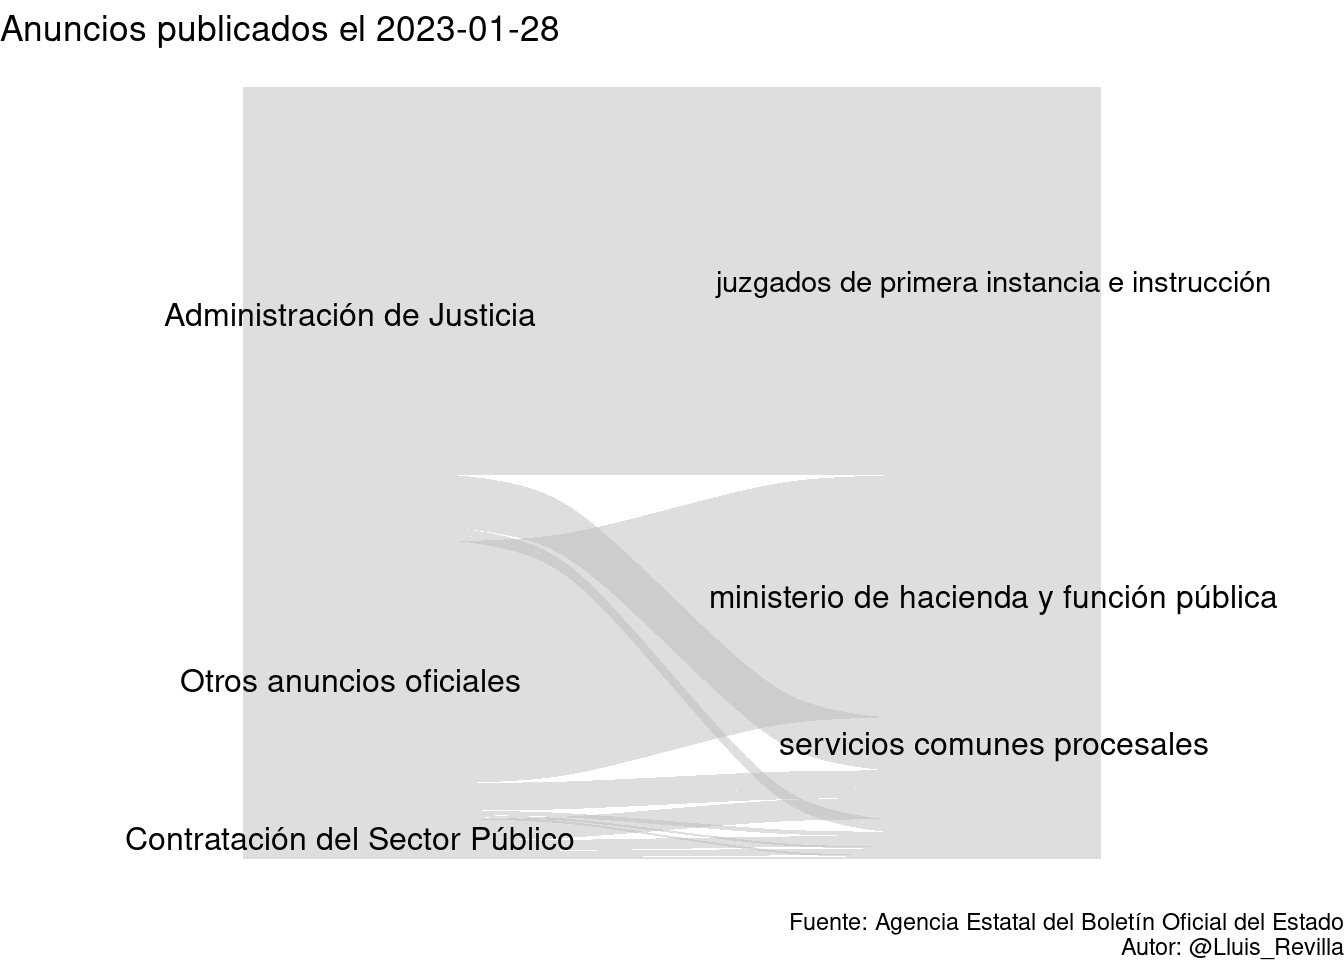 Anuncios publicados el 2023-01-28
juzgados de primera instancia e instrucción
Administración de Justicia
ministerio de hacienda y función pública
Otros anuncios oficiales
servicios comunes procesales
Contratación del Sector Público
Fuente: Agencia Estatal del Boletín Oficial del Estado
Autor: @Lluis_Revilla